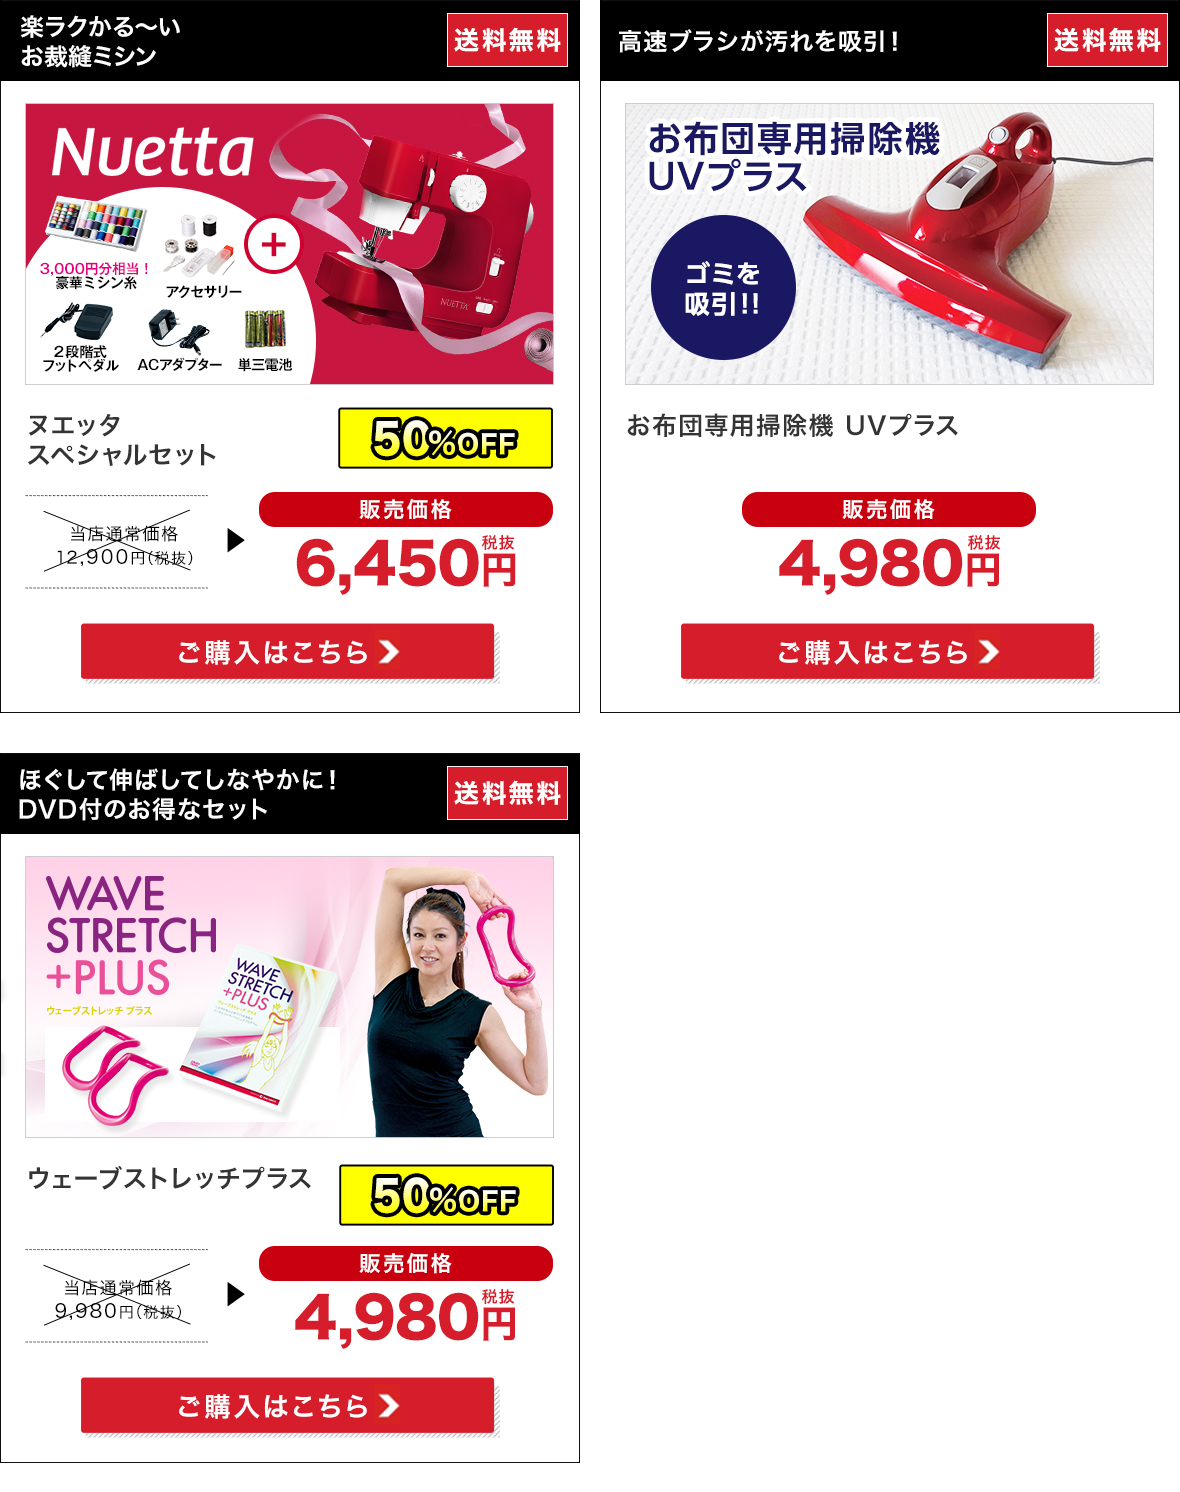 楽ラクかる〜い
お裁縫ミシン
送料無料
Nuetta
3,000円分相当！
豪華ミシン糸
アクセサリー
2段階式
フットペダル
ACアダプター
単三電池
+
NUETTA
ヌエッタ
スペシャルセット
50%OFF
当店通常価格
12,900円(税抜)
販売価格
6,450円
税抜
ご購入はこちら
高速ブラシが汚れを吸引！
送料無料
お布団専用掃除機
UVプラス
ゴミを
吸引!!
お布団専用掃除機 UVプラス
販売価格
4,980円
税抜
ご購入はこちら
ほぐして伸ばしてしなやかに！
DVD付のお得なセット
送料無料
WAVE
STRETCH
+PLUS
ウェーブストレッチ プラス
WAVE
STRETCH
+PLUS
ウェーブストレッチ プラス
ウェーブストレッチプラス
50%OFF
当店通常価格
9,980円(税抜)
販売価格
4,980円
税抜
ご購入はこちら